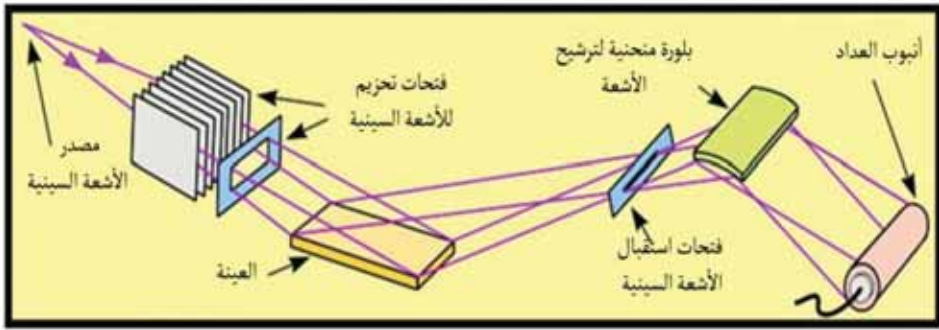 أنبوب العداد
بلورة منحنية لترشيح
الأشعة
فتحات تحزيم
للأشعة السينية
مصدر
الأشعة السينية
فتحات استقبال
الأشعة السينية
العينة